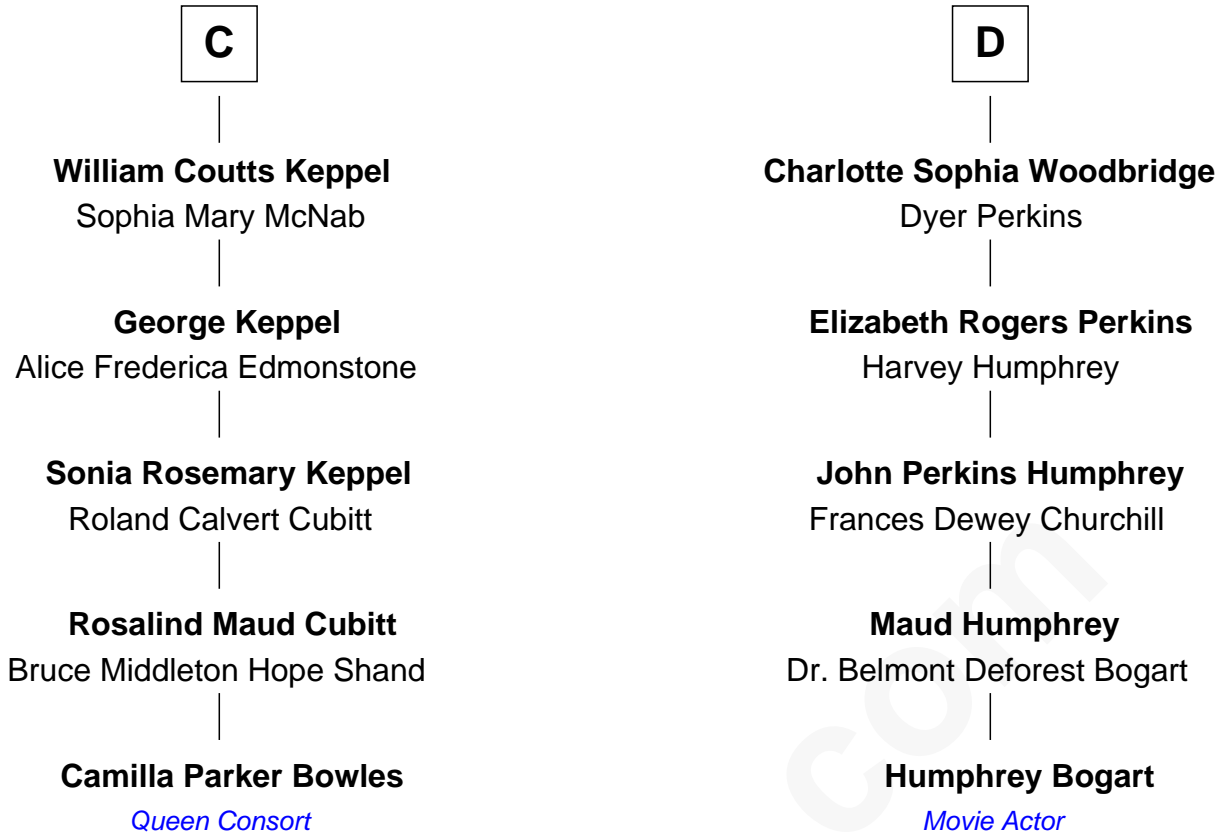 C
William Coutts Keppel
Sophia Mary McNab
George Keppel
Alice Frederica Edmonstone
Sonia Rosemary Keppel
Roland Calvert Cubitt
Rosalind Maud Cubitt
Bruce Middleton Hope Shand
Camilla Parker Bowles
Queen Consort
D
Charlotte Sophia Woodbridge
Dyer Perkins
Elizabeth Rogers Perkins
Harvey Humphrey
John Perkins Humphrey
Frances Dewey Churchill
Maud Humphrey
Dr. Belmont Deforest Bogart
Humphrey Bogart
Movie Actor
com